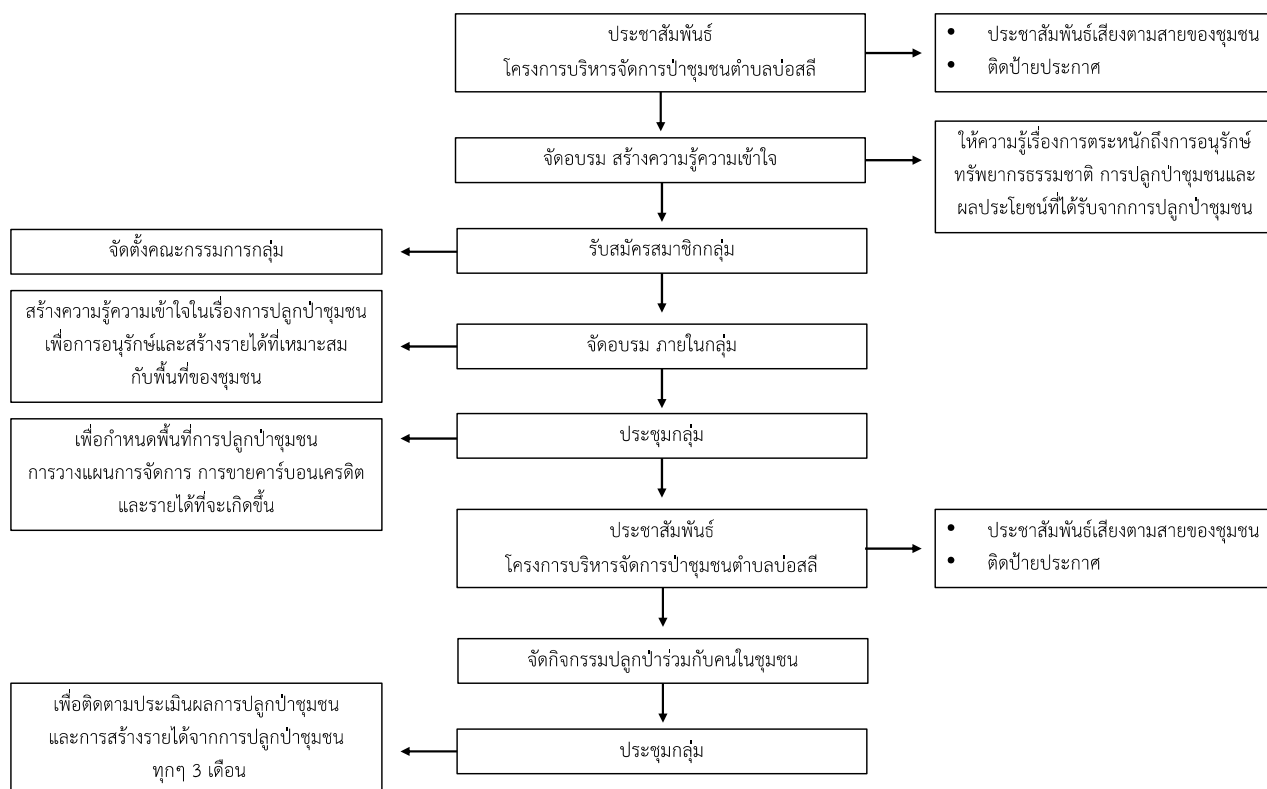 ประชาสัมพันธ์
โครงการบริหารจัดการป่าชุมชนตำบลบ่อสลี
• ประชาสัมพันธ์เสียงตามสายของชุมชน
• ติดป้ายประกาศ
จัดอบรม สร้างความรู้ความเข้าใจ
ให้ความรู้เรื่องการตระหนักถึงการอนุรักษ์
ทรัพยากรธรรมชาติ การปลูกป่าชุมชนและ
ผลประโยชน์ที่ได้รับจากการปลูกป่าชุมชน
รับสมัครสมาชิกกลุ่ม
จัดตั้งคณะกรรมการกลุ่ม
จัดอบรม ภายในกลุ่ม
สร้างความรู้ความเข้าใจในเรื่องการปลูกป่าชุมชน
เพื่อการอนุรักษ์และสร้างรายได้ที่เหมาะสม
กับพื้นที่ของชุมชน
ประชุมกลุ่ม
เพื่อกำหนดพื้นที่การปลูกป่าชุมชน
การวางแผนการจัดการ การขายคาร์บอนเครดิต
และรายได้ที่จะเกิดขึ้น
ประชาสัมพันธ์
โครงการบริหารจัดการป่าชุมชนตำบลบ่อสลี
• ประชาสัมพันธ์เสียงตามสายของชุมชน
• ติดป้ายประกาศ
จัดกิจกรรมปลูกป่าร่วมกับคนในชุมชน
ประชุมกลุ่ม
เพื่อติดตามประเมินผลการปลูกป่าชุมชน
และการสร้างรายได้จากการปลูกป่าชุมชน
ทุกๆ 3 เดือน